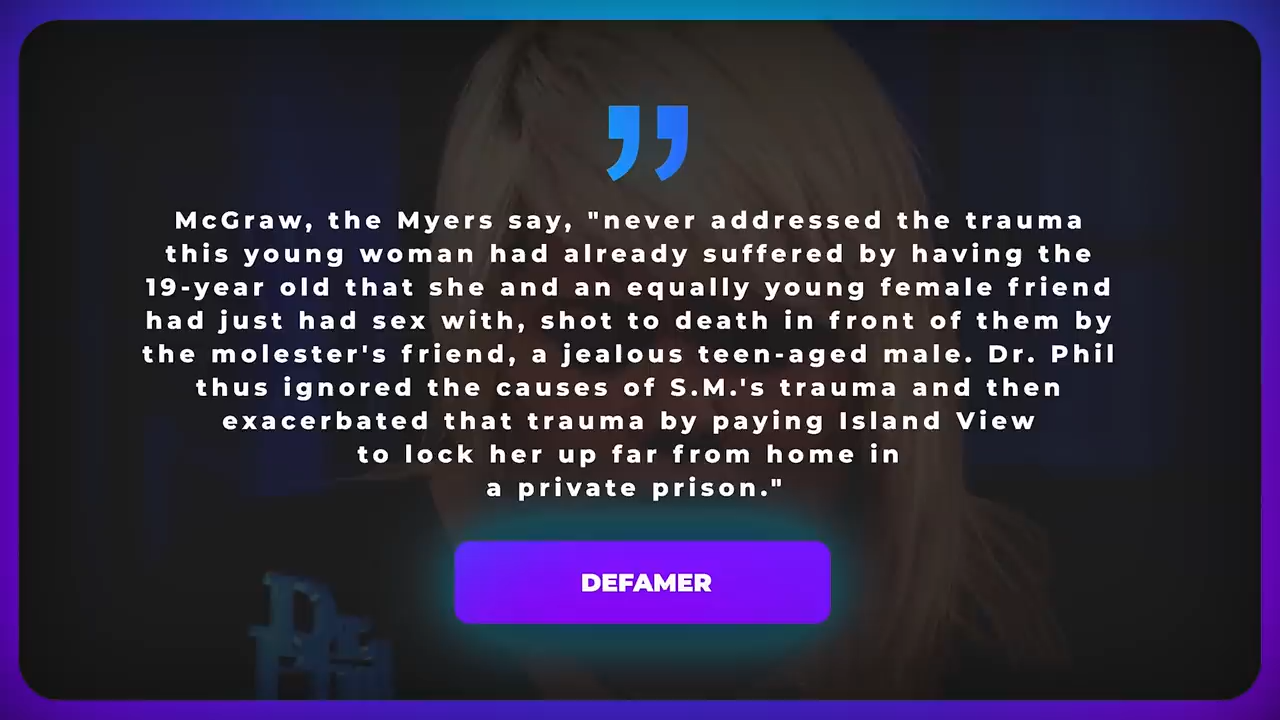 McGraw, the Myers say, "never addressed the trauma
this young woman had already suffered by having the
19-year old that she and an equally young female friend
had just had sex with, shot to death in front of them by
the molester's friend, a jealous teen-aged male. Dr. Phil
thus ignored the causes of S.M.'s trauma and then
exacerbated that trauma by paying Island View
to lock her up far from home in
a private prison."
DEFAMER
Dr.
Phil